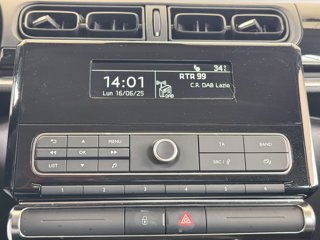 34
RTR 99
14:01
C.R. DAB Lazio
Lun 16/06/25
DAB
MENU
TA
BAND
OK
LIST
SRC /
1 2 3 4 5 6